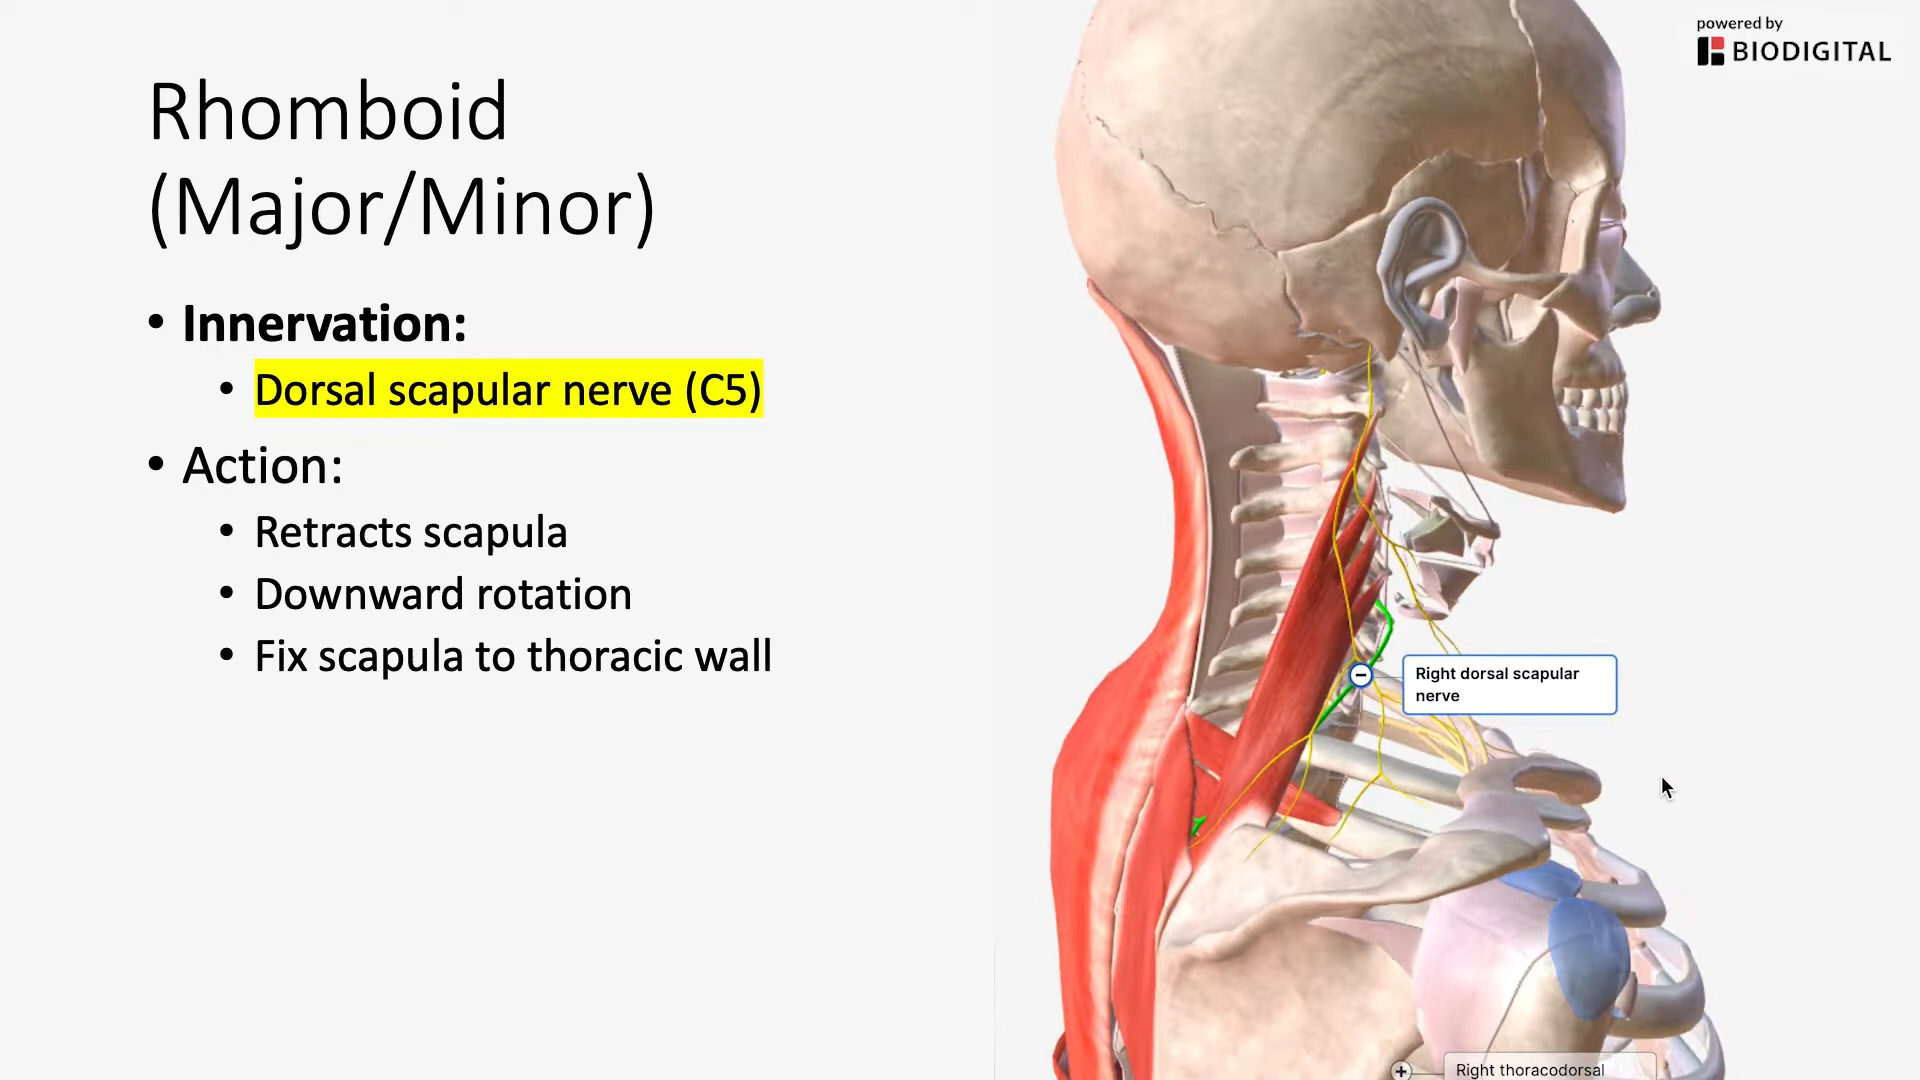 powered by
BIODIGITAL
Rhomboid
(Major/Minor)
• Innervation:
• Dorsal scapular nerve (C5)
• Action:
• Retracts scapula
• Downward rotation
• Fix scapula to thoracic wall
Right dorsal scapular
nerve
Right thoracodorsal